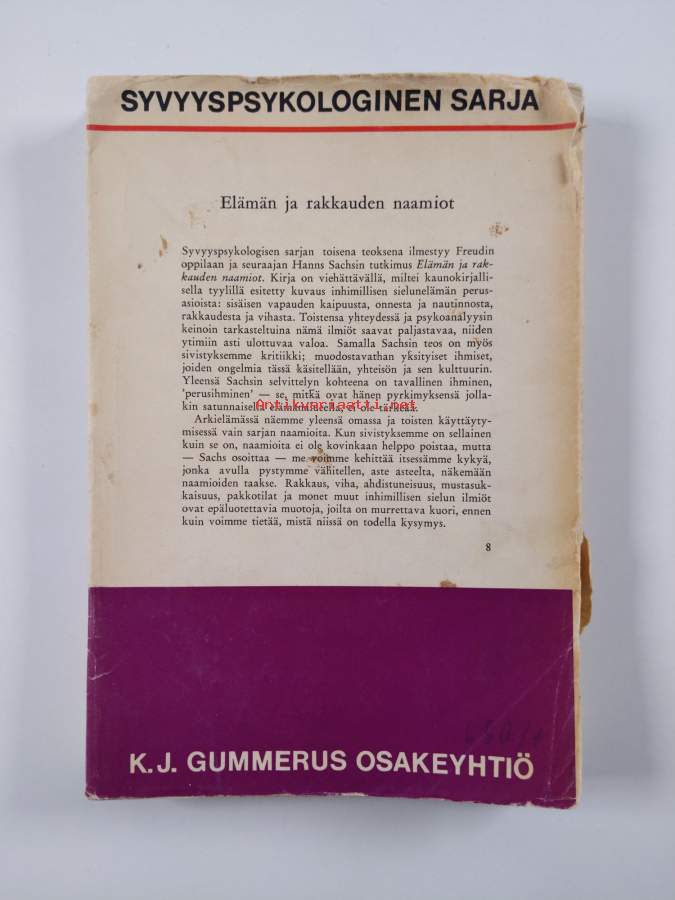 SYVYYSPSYKOLOGINEN SARJA
Elämän ja rakkauden naamiot
Syvyyspsykologisen sarjan toisena teoksena ilmestyy Freudin
oppilaan ja seuraajan Hanns Sachsin tutkimus Elämän ja rak-
kauden naamiot. Kirja on viehättävällä, miltei kaunokirjalli-
sella tyylillä esitetty kuvaus inhimillisen sielunelämän perus-
asioista: sisäisen vapauden kaipuusta, onnesta ja nautinnosta,
rakkaudesta ja vihasta. Toistensa yhteydessä ja psykoanalyysin
keinoin tarkasteltuina nämä ilmiöt saavat paljastavaa, niiden
ytimiin asti ulottuvaa valoa. Samalla Sachsin teos on myös
sivistyksemme kritiikki; muodostavathan yksityiset ihmiset,
joiden ongelmia tässä käsitellään, yhteisön ja sen kulttuurin.
Yleensä Sachsin selvittelyn kohteena on tavallinen ihminen,
'perusihminen' — se, mitkä ovat hänen pyrkimyksensä jolla-
kin satunnaisella elämänalueella, ei ole tärkeää.
Antikvariaatti.net
Arkielämässä näemme yleensä omassa ja toisten käyttäyty-
misessä vain sarjan naamioita. Kun sivistyksemme on sellainen
kuin se on, naamioita ei ole kovinkaan helppo poistaa, mutta
— Sachs osoittaa — me voimme kehittää itsessämme kykyä,
jonka avulla pystymme vähitellen, aste asteelta, näkemään
naamioiden taakse. Rakkaus, viha, ahdistuneisuus, mustasuk-
kaisuus, pakkotilat ja monet muut inhimillisen sielun ilmiöt
ovat epäluotettavia muotoja, joilta on murrettava kuori, ennen
kuin voimme tietää, mistä niissä on todella kysymys.
8
K.J. GUMMERUS OSAKEYHTIÖ